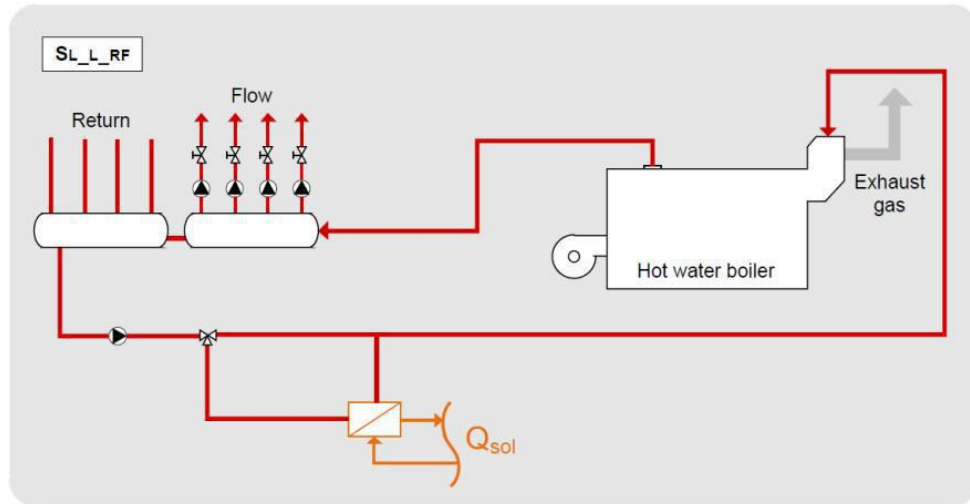 SL_L_RF
Flow
Return
Exhaust
gas
Hot water boiler
Qsol